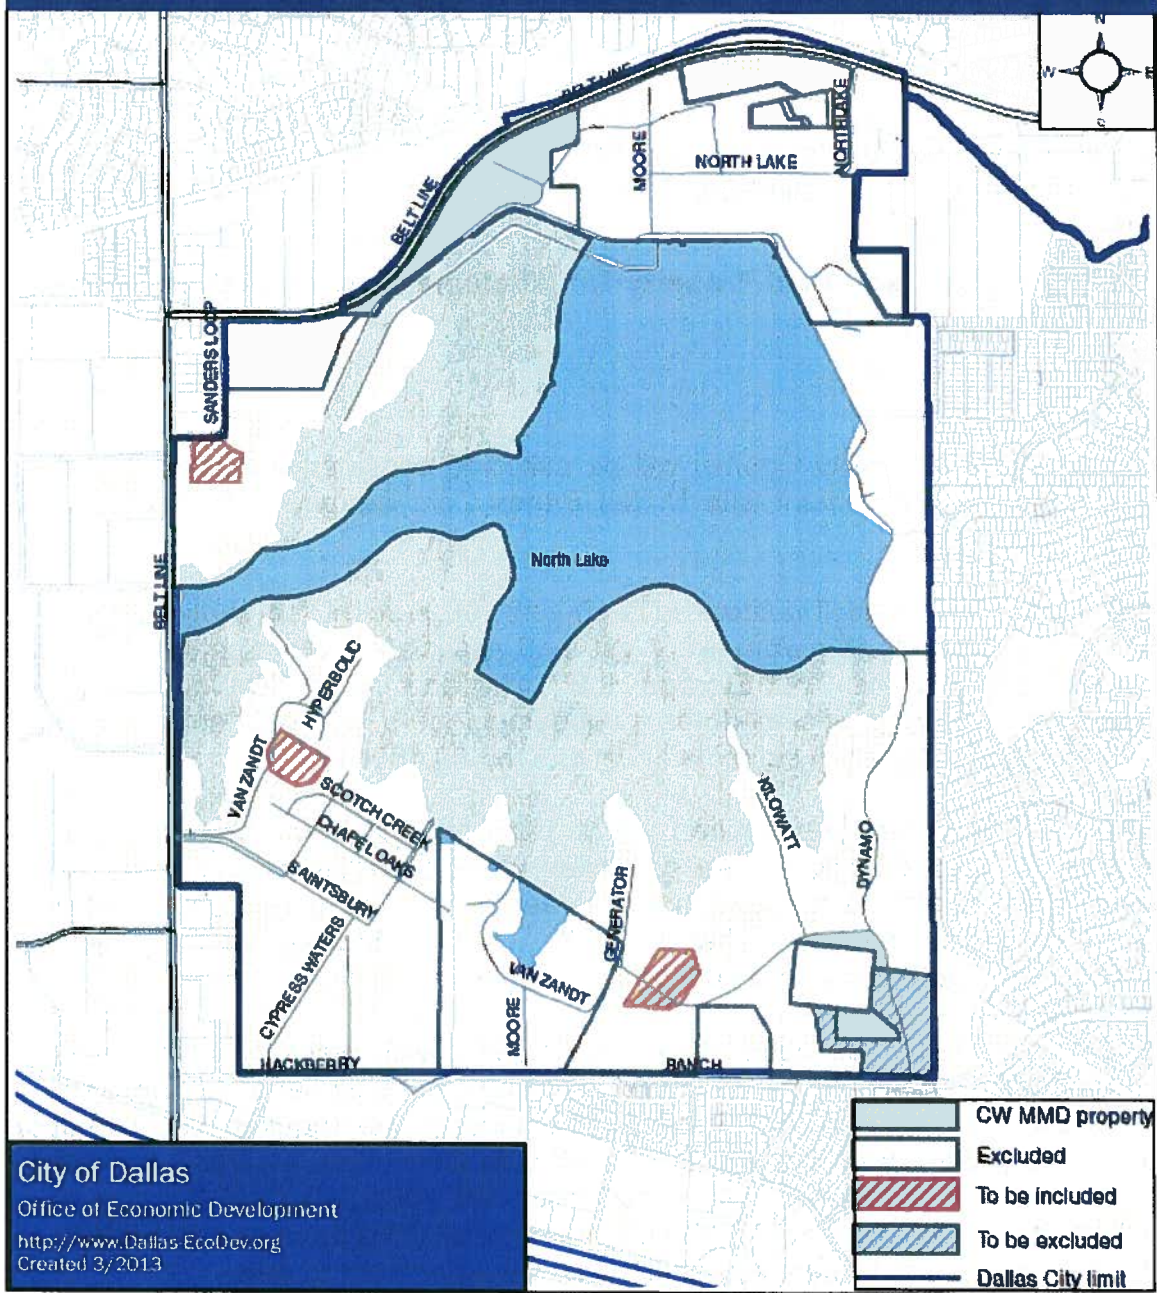 N
W
E
BELT LINE
MOORE
NORTH LAKE
NORTHLAKE
BELT LINE
SANDERS LOOP
BELT LINE
North Lake
HYPERBOLIC
VAN ZANDT
SCOTCH CREEK
CHAPEL OAKS
SAINTSBURY
CYPRESS WATERS
KILOWATT
DYNAMO
GENERATOR
VAN ZANDT
MOORE
HACKBERRY
RANCH
CW MMD property
Excluded
To be included
To be excluded
Dallas City limit
City of Dallas
Office of Economic Development
http://www.Dallas-EcoDev.org
Created 3/2013